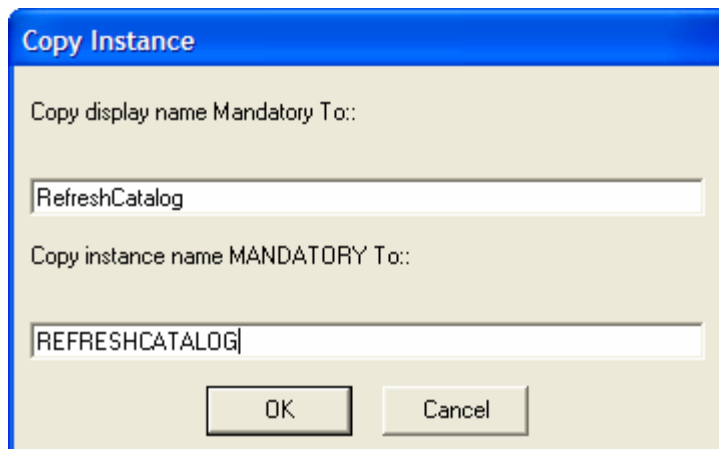 Copy Instance
Copy display name Mandatory To::
RefreshCatalog
Copy instance name MANDATORY To::
REFRESHCATALOG
OK Cancel